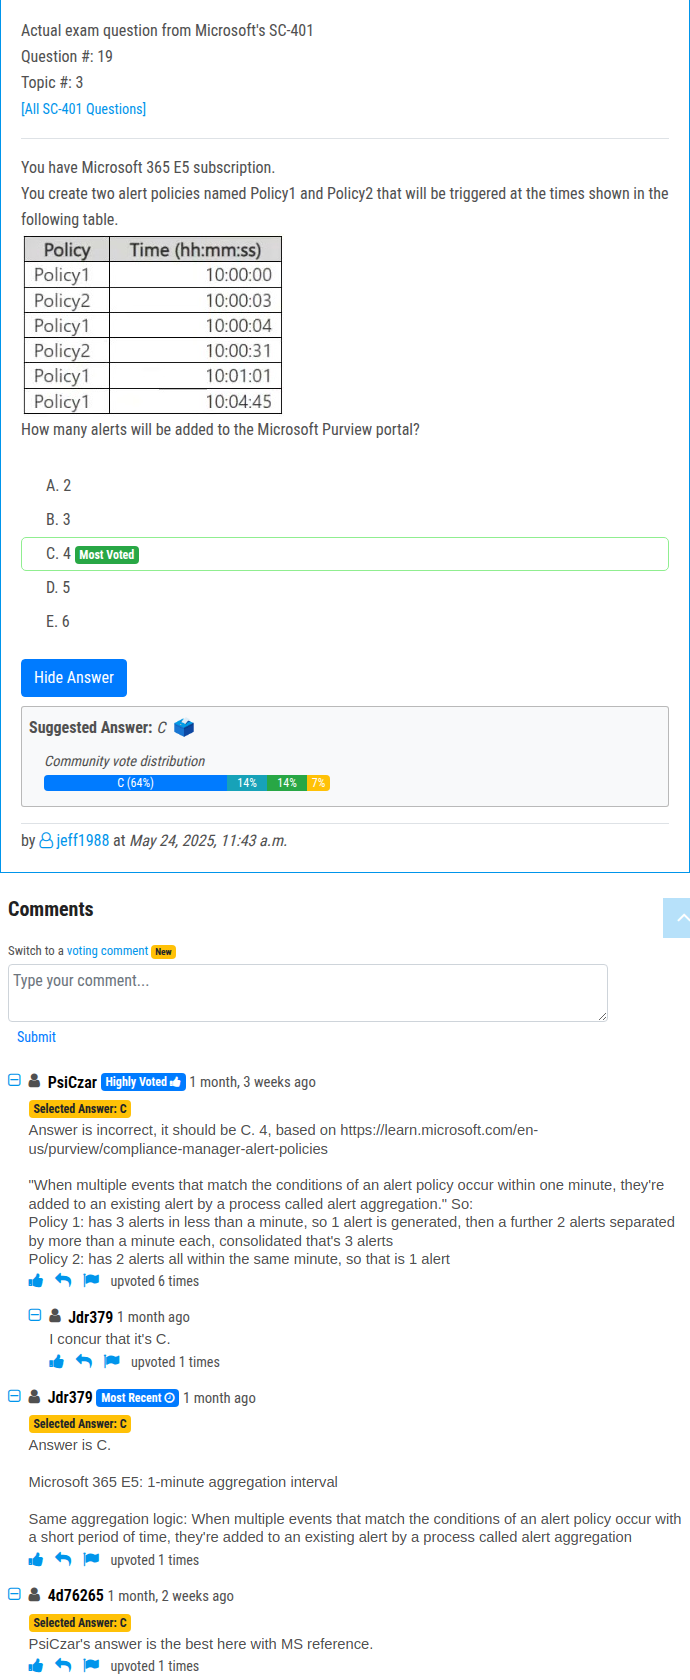 Actual exam question from Microsoft's SC-401
Question #: 19
Topic #: 3
[All SC-401 Questions]
You have Microsoft 365 E5 subscription.
You create two alert policies named Policy1 and Policy2 that will be triggered at the times shown in the
following table.
Policy Time (hh:mm:ss)
Policy1 10:00:00
Policy2 10:00:03
Policy1 10:00:04
Policy2 10:00:31
Policy1 10:01:01
Policy1 10:04:45
How many alerts will be added to the Microsoft Purview portal?
A. 2
B. 3
C. 4 Most Voted
D. 5
E. 6
Hide Answer
Suggested Answer: C
Community vote distribution
C (64%) 14% 14% 7%
by jeff1988 at May 24, 2025, 11:43 a.m.
Comments
Switch to a voting comment New
Type your comment...
Submit
PsiCzar Highly Voted 1 month, 3 weeks ago
Selected Answer: C
Answer is incorrect, it should be C. 4, based on https://learn.microsoft.com/en-
us/purview/compliance-manager-alert-policies
"When multiple events that match the conditions of an alert policy occur within one minute, they're
added to an existing alert by a process called alert aggregation." So:
Policy 1: has 3 alerts in less than a minute, so 1 alert is generated, then a further 2 alerts separated
by more than a minute each, consolidated that's 3 alerts
Policy 2: has 2 alerts all within the same minute, so that is 1 alert
upvoted 6 times
Jdr379 1 month ago
I concur that it's C.
upvoted 1 times
Jdr379 Most Recent 1 month ago
Selected Answer: C
Answer is C.
Microsoft 365 E5: 1-minute aggregation interval
Same aggregation logic: When multiple events that match the conditions of an alert policy occur with
a short period of time, they're added to an existing alert by a process called alert aggregation
upvoted 1 times
4d76265 1 month, 2 weeks ago
Selected Answer: C
PsiCzar's answer is the best here with MS reference.
upvoted 1 times